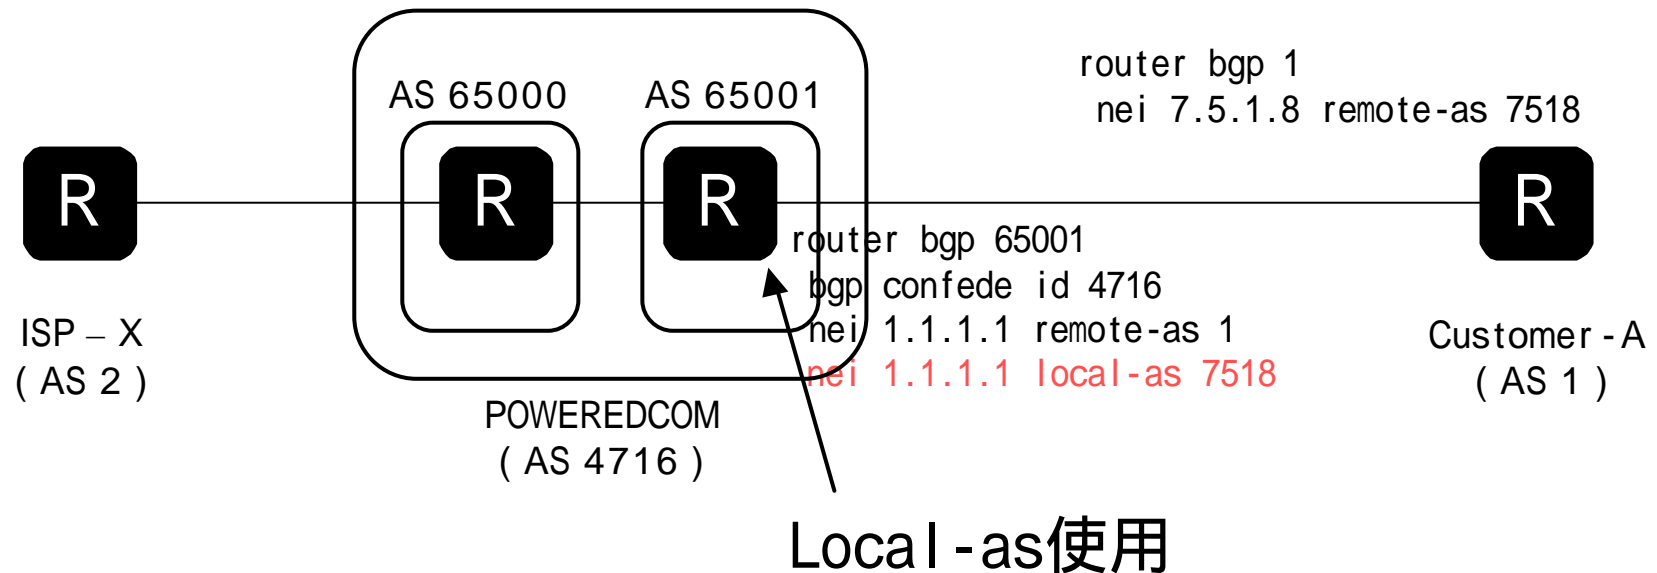 router bgp 1
nei 7.5.1.8 remote-as 7518
AS 65000
AS 65001
R
R
R
R
router bgp 65001
bgp confede id 4716
nei 1.1.1.1 remote-as 1
nei 1.1.1.1 local-as 7518
ISP – X
( AS 2 )
Customer-A
( AS 1 )
POWEREDCOM
( AS 4716 )
Local-as使用